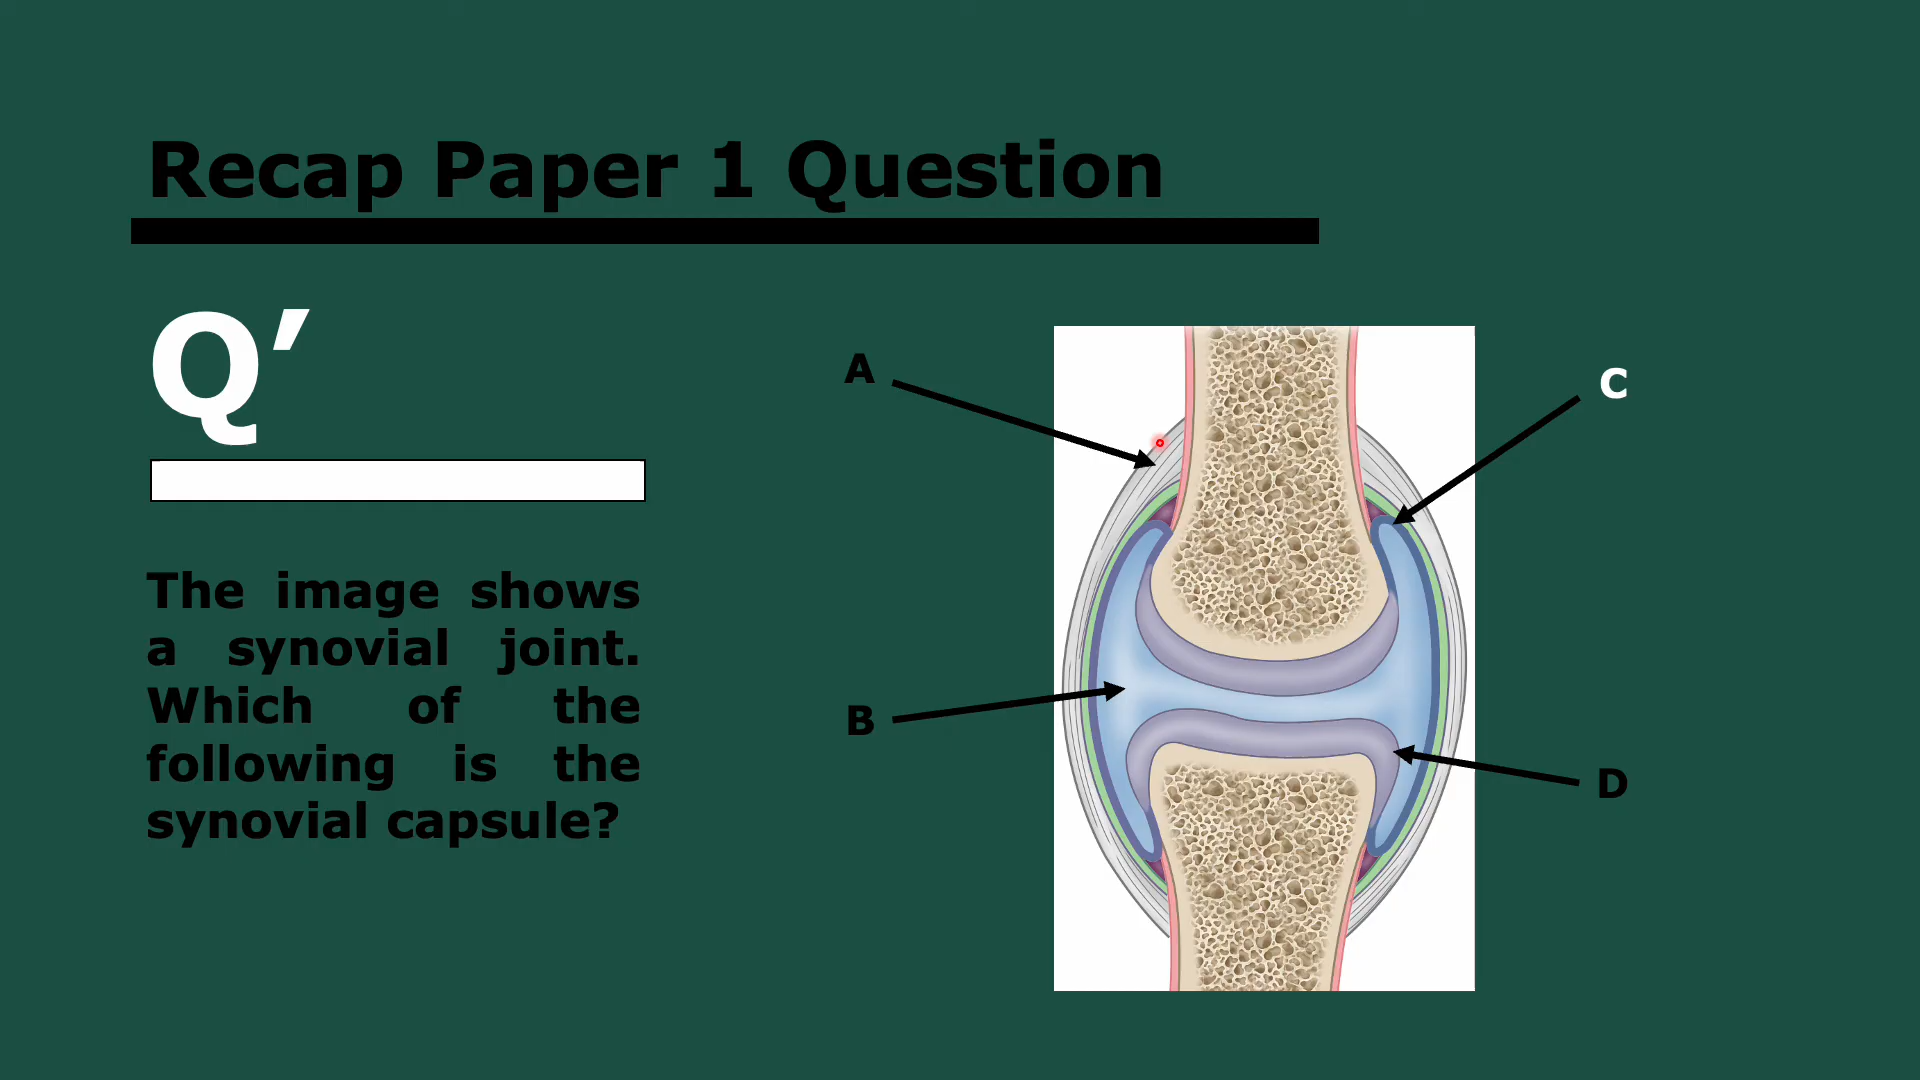 Recap Paper 1 Question
Q’
The image shows
a synovial joint.
Which of the
following is the
synovial capsule?
A
C
B
D